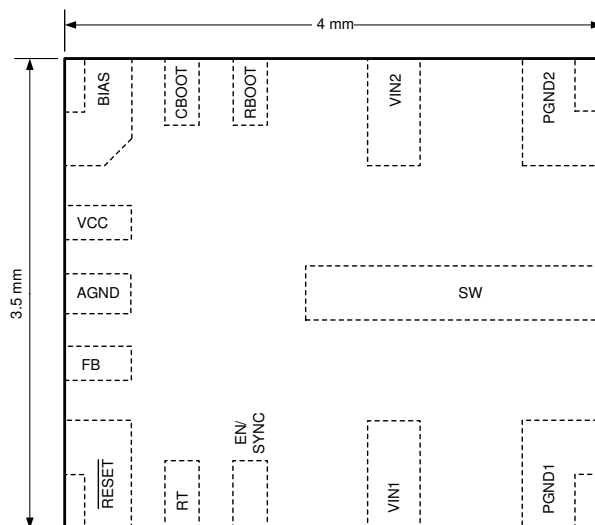 4 mm
BIAS
CBOOT
RBOOT
VIN2
PGND2
VCC
3.5 mm
AGND
SW
FB
RESET
RT
EN/
SYNC
VIN1
PGND1